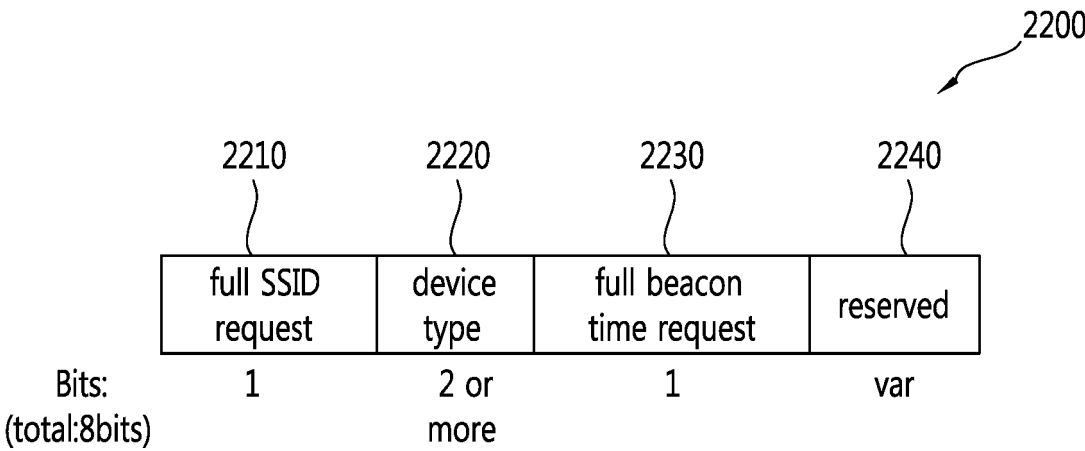 2200
2210 2220 2230 2240
full SSID device full beacon reserved
request type time request
Bits: 1 2 or 1 var
(total:8bits) more